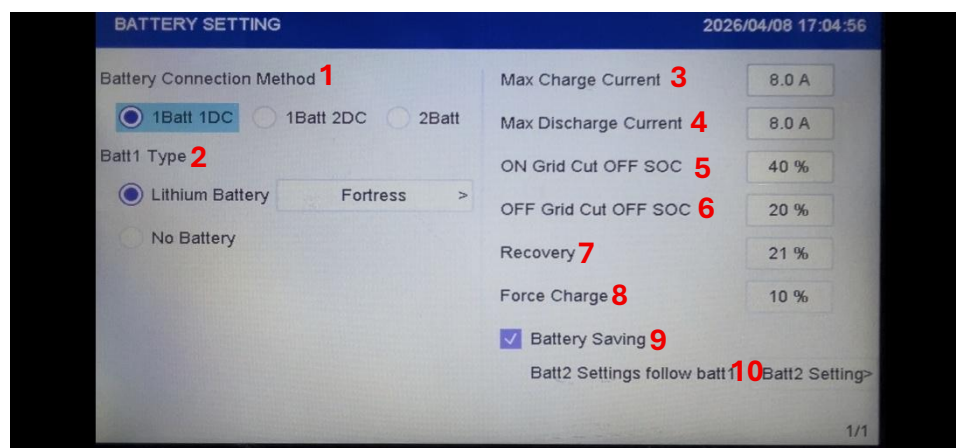 BATTERY SETTING
2026/04/08 17:04:56
Battery Connection Method 1
1Batt 1DC 1Batt 2DC 2Batt
Batt1 Type 2
Lithium Battery Fortress >
No Battery
Max Charge Current 3 8.0 A
Max Discharge Current 4 8.0 A
ON Grid Cut OFF SOC 5 40 %
OFF Grid Cut OFF SOC 6 20 %
Recovery 7 21 %
Force Charge 8 10 %
Battery Saving 9
Batt2 Settings follow batt1 10 Batt2 Setting>
1/1